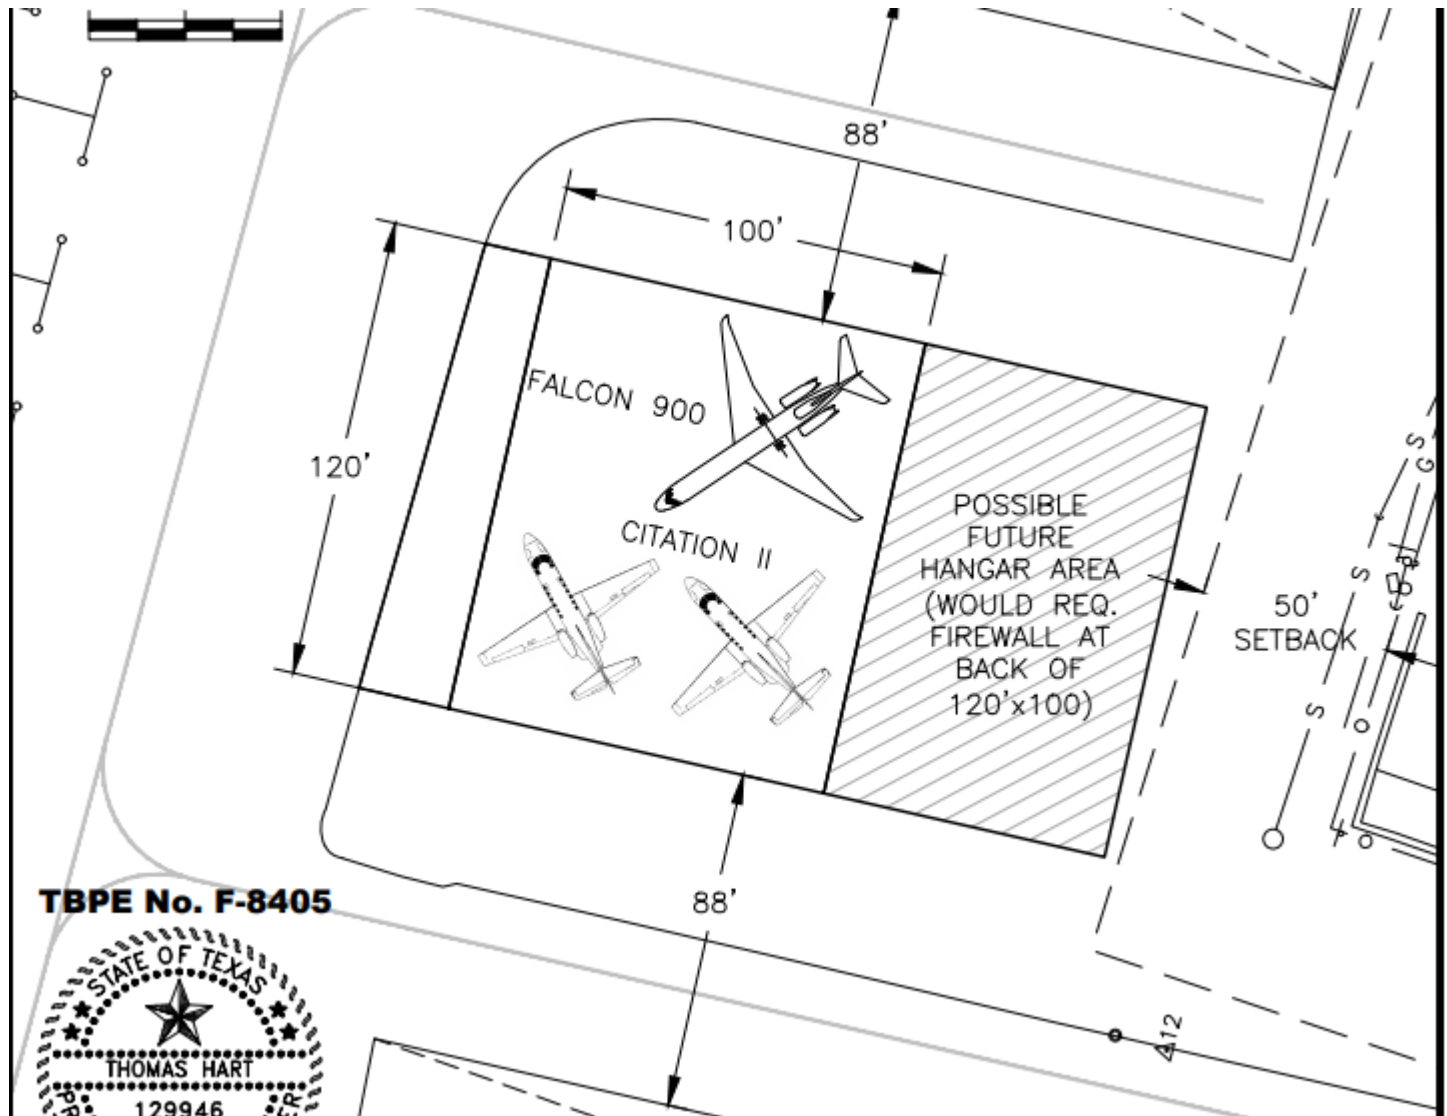 88'
100'
120'
FALCON 900
CITATION II
POSSIBLE
FUTURE
HANGAR AREA
(WOULD REQ.
FIREWALL AT
BACK OF
120'x100)
50'
SETBACK
S
G
S
S
S
88'
12
TBPE No. F-8405
STATE OF TEXAS
THOMAS HART
129946